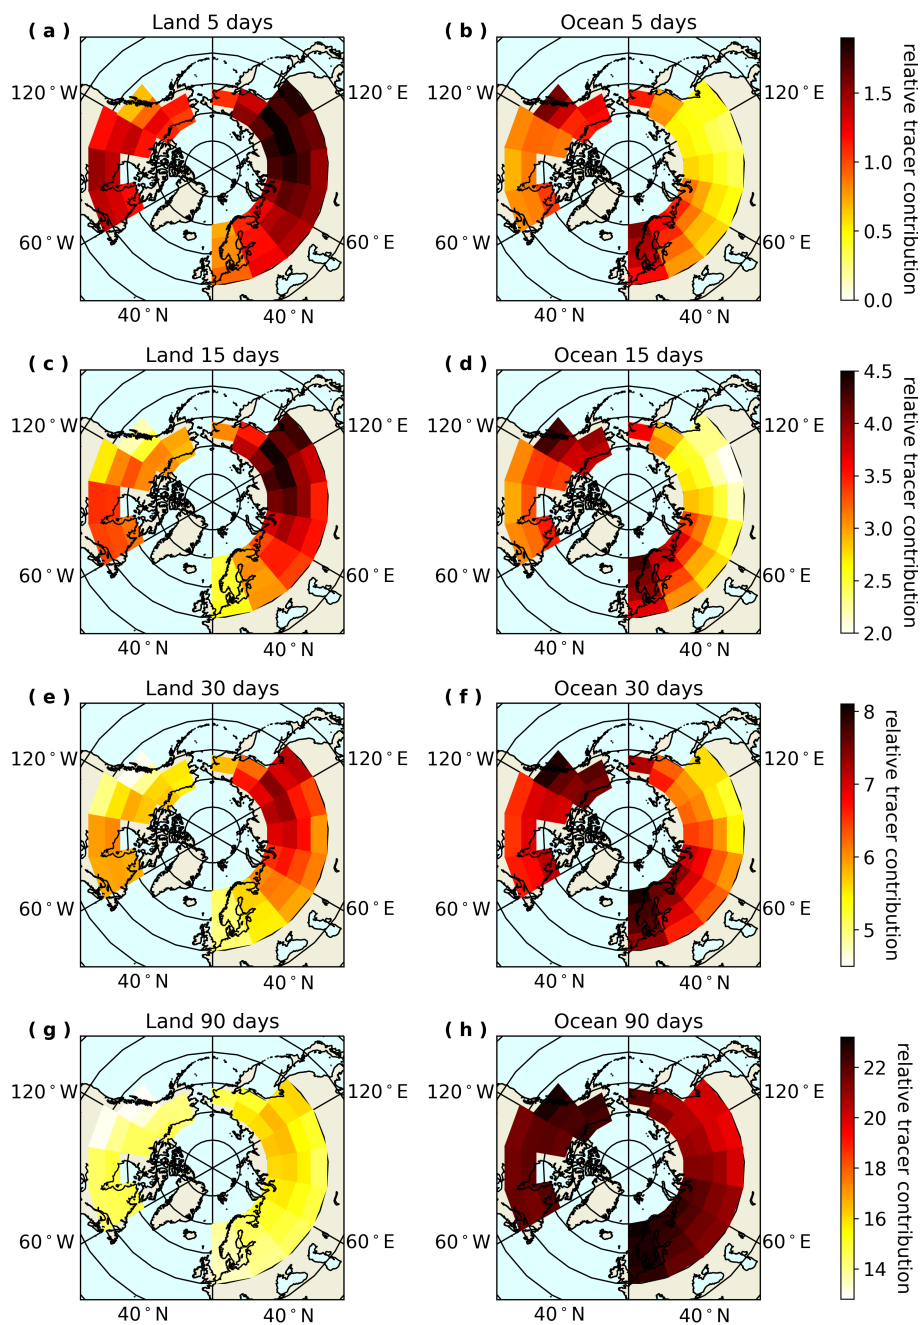 ( a ) Land 5 days
( b ) Ocean 5 days
120°W
120°E
120°W
120°E
60°W
60°E
60°W
60°E
40°N
40°N
40°N
40°N
1.5
1.0
0.5
0.0
relative tracer contribution
( c ) Land 15 days
( d ) Ocean 15 days
120°W
120°E
120°W
120°E
60°W
60°E
60°W
60°E
40°N
40°N
40°N
40°N
4.5
4.0
3.5
3.0
2.5
2.0
relative tracer contribution
( e ) Land 30 days
( f ) Ocean 30 days
120°W
120°E
120°W
120°E
60°W
60°E
60°W
60°E
40°N
40°N
40°N
40°N
8
7
6
5
relative tracer contribution
( g ) Land 90 days
( h ) Ocean 90 days
120°W
120°E
120°W
120°E
60°W
60°E
60°W
60°E
40°N
40°N
40°N
40°N
22
20
18
16
14
relative tracer contribution